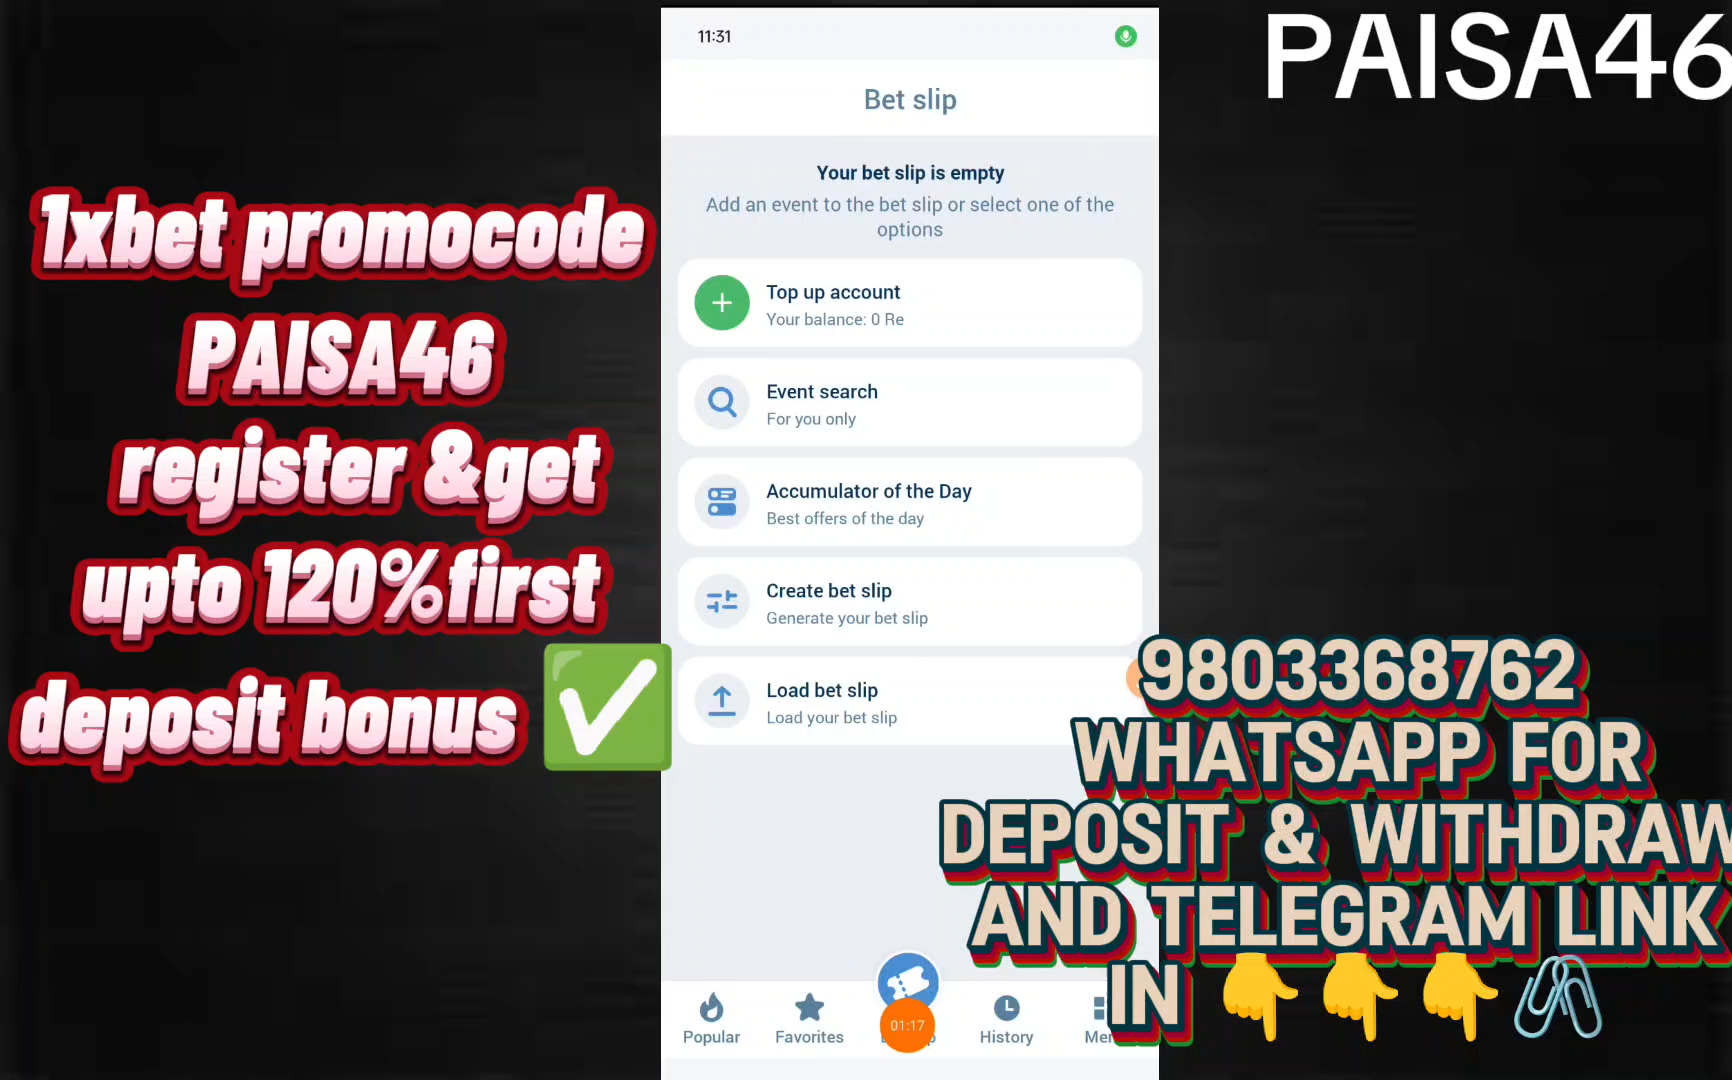 1xbet promocode
PAISA46
register &get
upto 120%first
deposit bonus ✅
11:31
Bet slip
Your bet slip is empty
Add an event to the bet slip or select one of the
options
Top up account
Your balance: 0 Re
Event search
For you only
Accumulator of the Day
Best offers of the day
Create bet slip
Generate your bet slip
Load bet slip
Load your bet slip
Popular
Favorites
01:17
History
PAISA46
9803368762
WHATSAPP FOR
DEPOSIT & WITHDRAW
AND TELEGRAM LINK
IN 👇👇👇🖇️